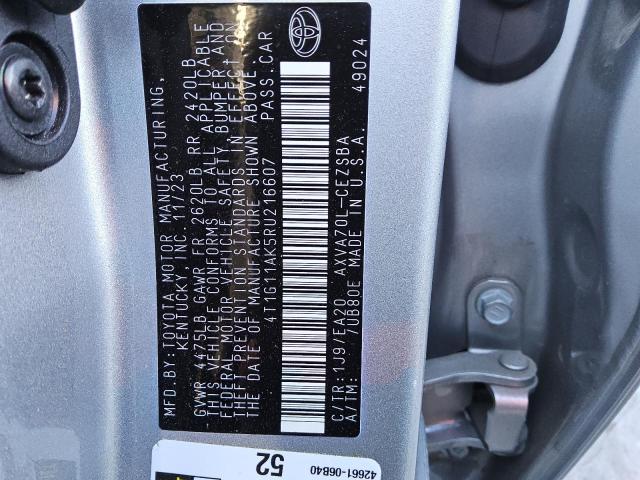 MFD.BY:TOYOTA MOTOR MANUFACTURING,
KENTUCKY,INC. 11/23
GVWR 4475LB GAWR FR 2620LB RR 2420LB
THIS VEHICLE CONFORMS TO ALL APPLICABLE
FEDERAL MOTOR VEHICLE SAFETY, BUMPER AND
THEFT PREVENTION STANDARDS IN EFFECT ON
THE DATE OF MANUFACTURE SHOWN ABOVE.
4T1G11AK5RU216607 PASS.CAR
C/TR:1J9/EA20 AXVA70L-CEZSBA
A/TM: 7UB80E MADE IN U.S.A. 49024
52
42661-06B40